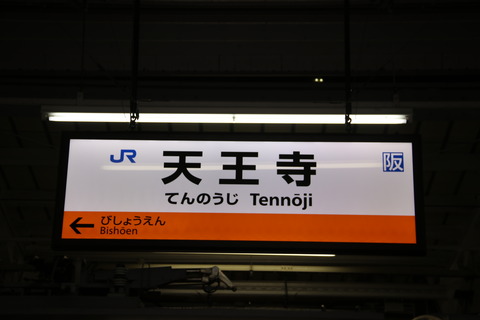 JR 天王寺 阪
てんのうじ Tennōji
← びしょうえん
Bishōen